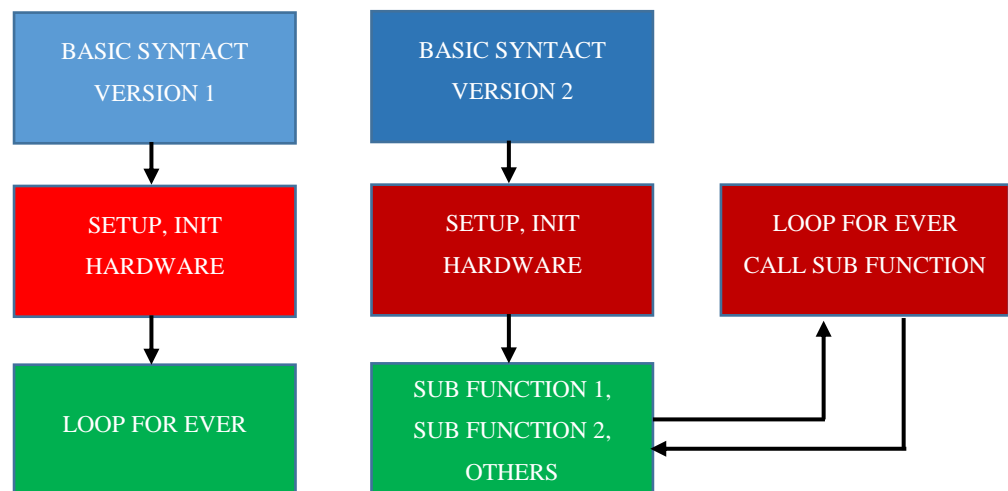 BASIC SYNTACT
VERSION 1
SETUP, INIT
HARDWARE
LOOP FOR EVER
BASIC SYNTACT
VERSION 2
SETUP, INIT
HARDWARE
SUB FUNCTION 1,
SUB FUNCTION 2,
OTHERS
LOOP FOR EVER
CALL SUB FUNCTION